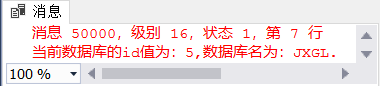 消息
消息 50000, 级别 16, 状态 1, 第 7 行
当前数据库的id值为: 5,数据库名为: JXGL.
100 %